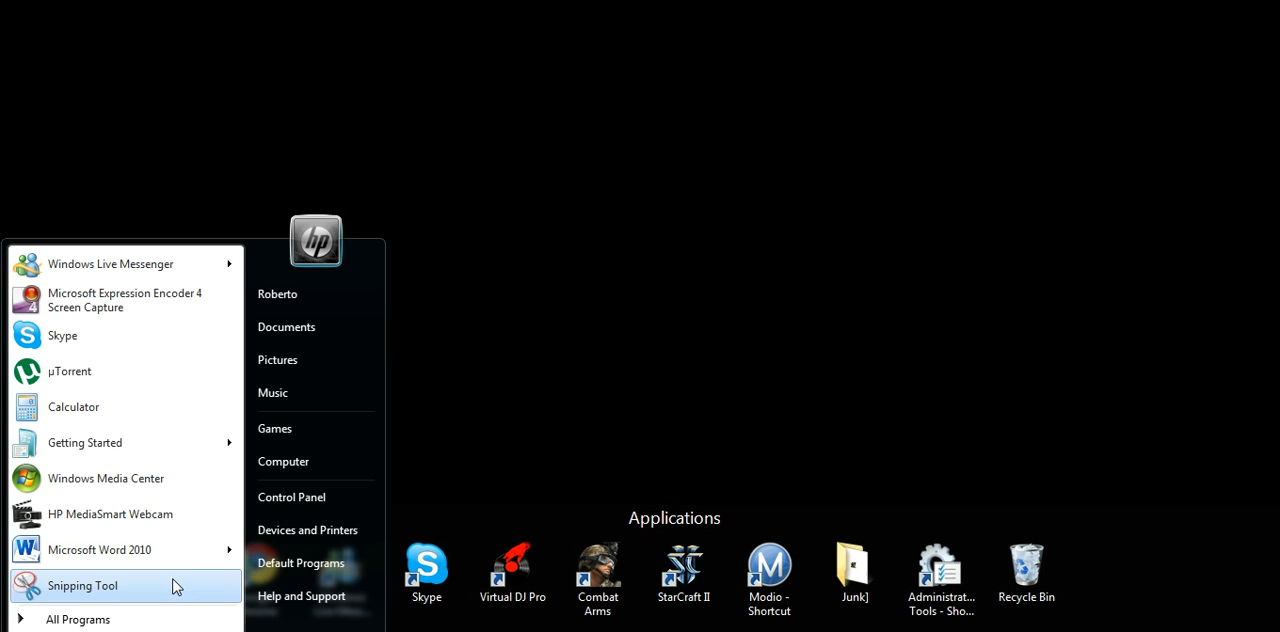 hp
Windows Live Messenger
Microsoft Expression Encoder 4
Screen Capture
Skype
µTorrent
Calculator
Getting Started
Windows Media Center
HP MediaSmart Webcam
Microsoft Word 2010
Snipping Tool
All Programs
Roberto
Documents
Pictures
Music
Games
Computer
Control Panel
Devices and Printers
Default Programs
Help and Support
Applications
Skype
Virtual DJ Pro
Combat
Arms
StarCraft II
Modio -
Shortcut
Junk]
Administrat...
Tools - Sho...
Recycle Bin